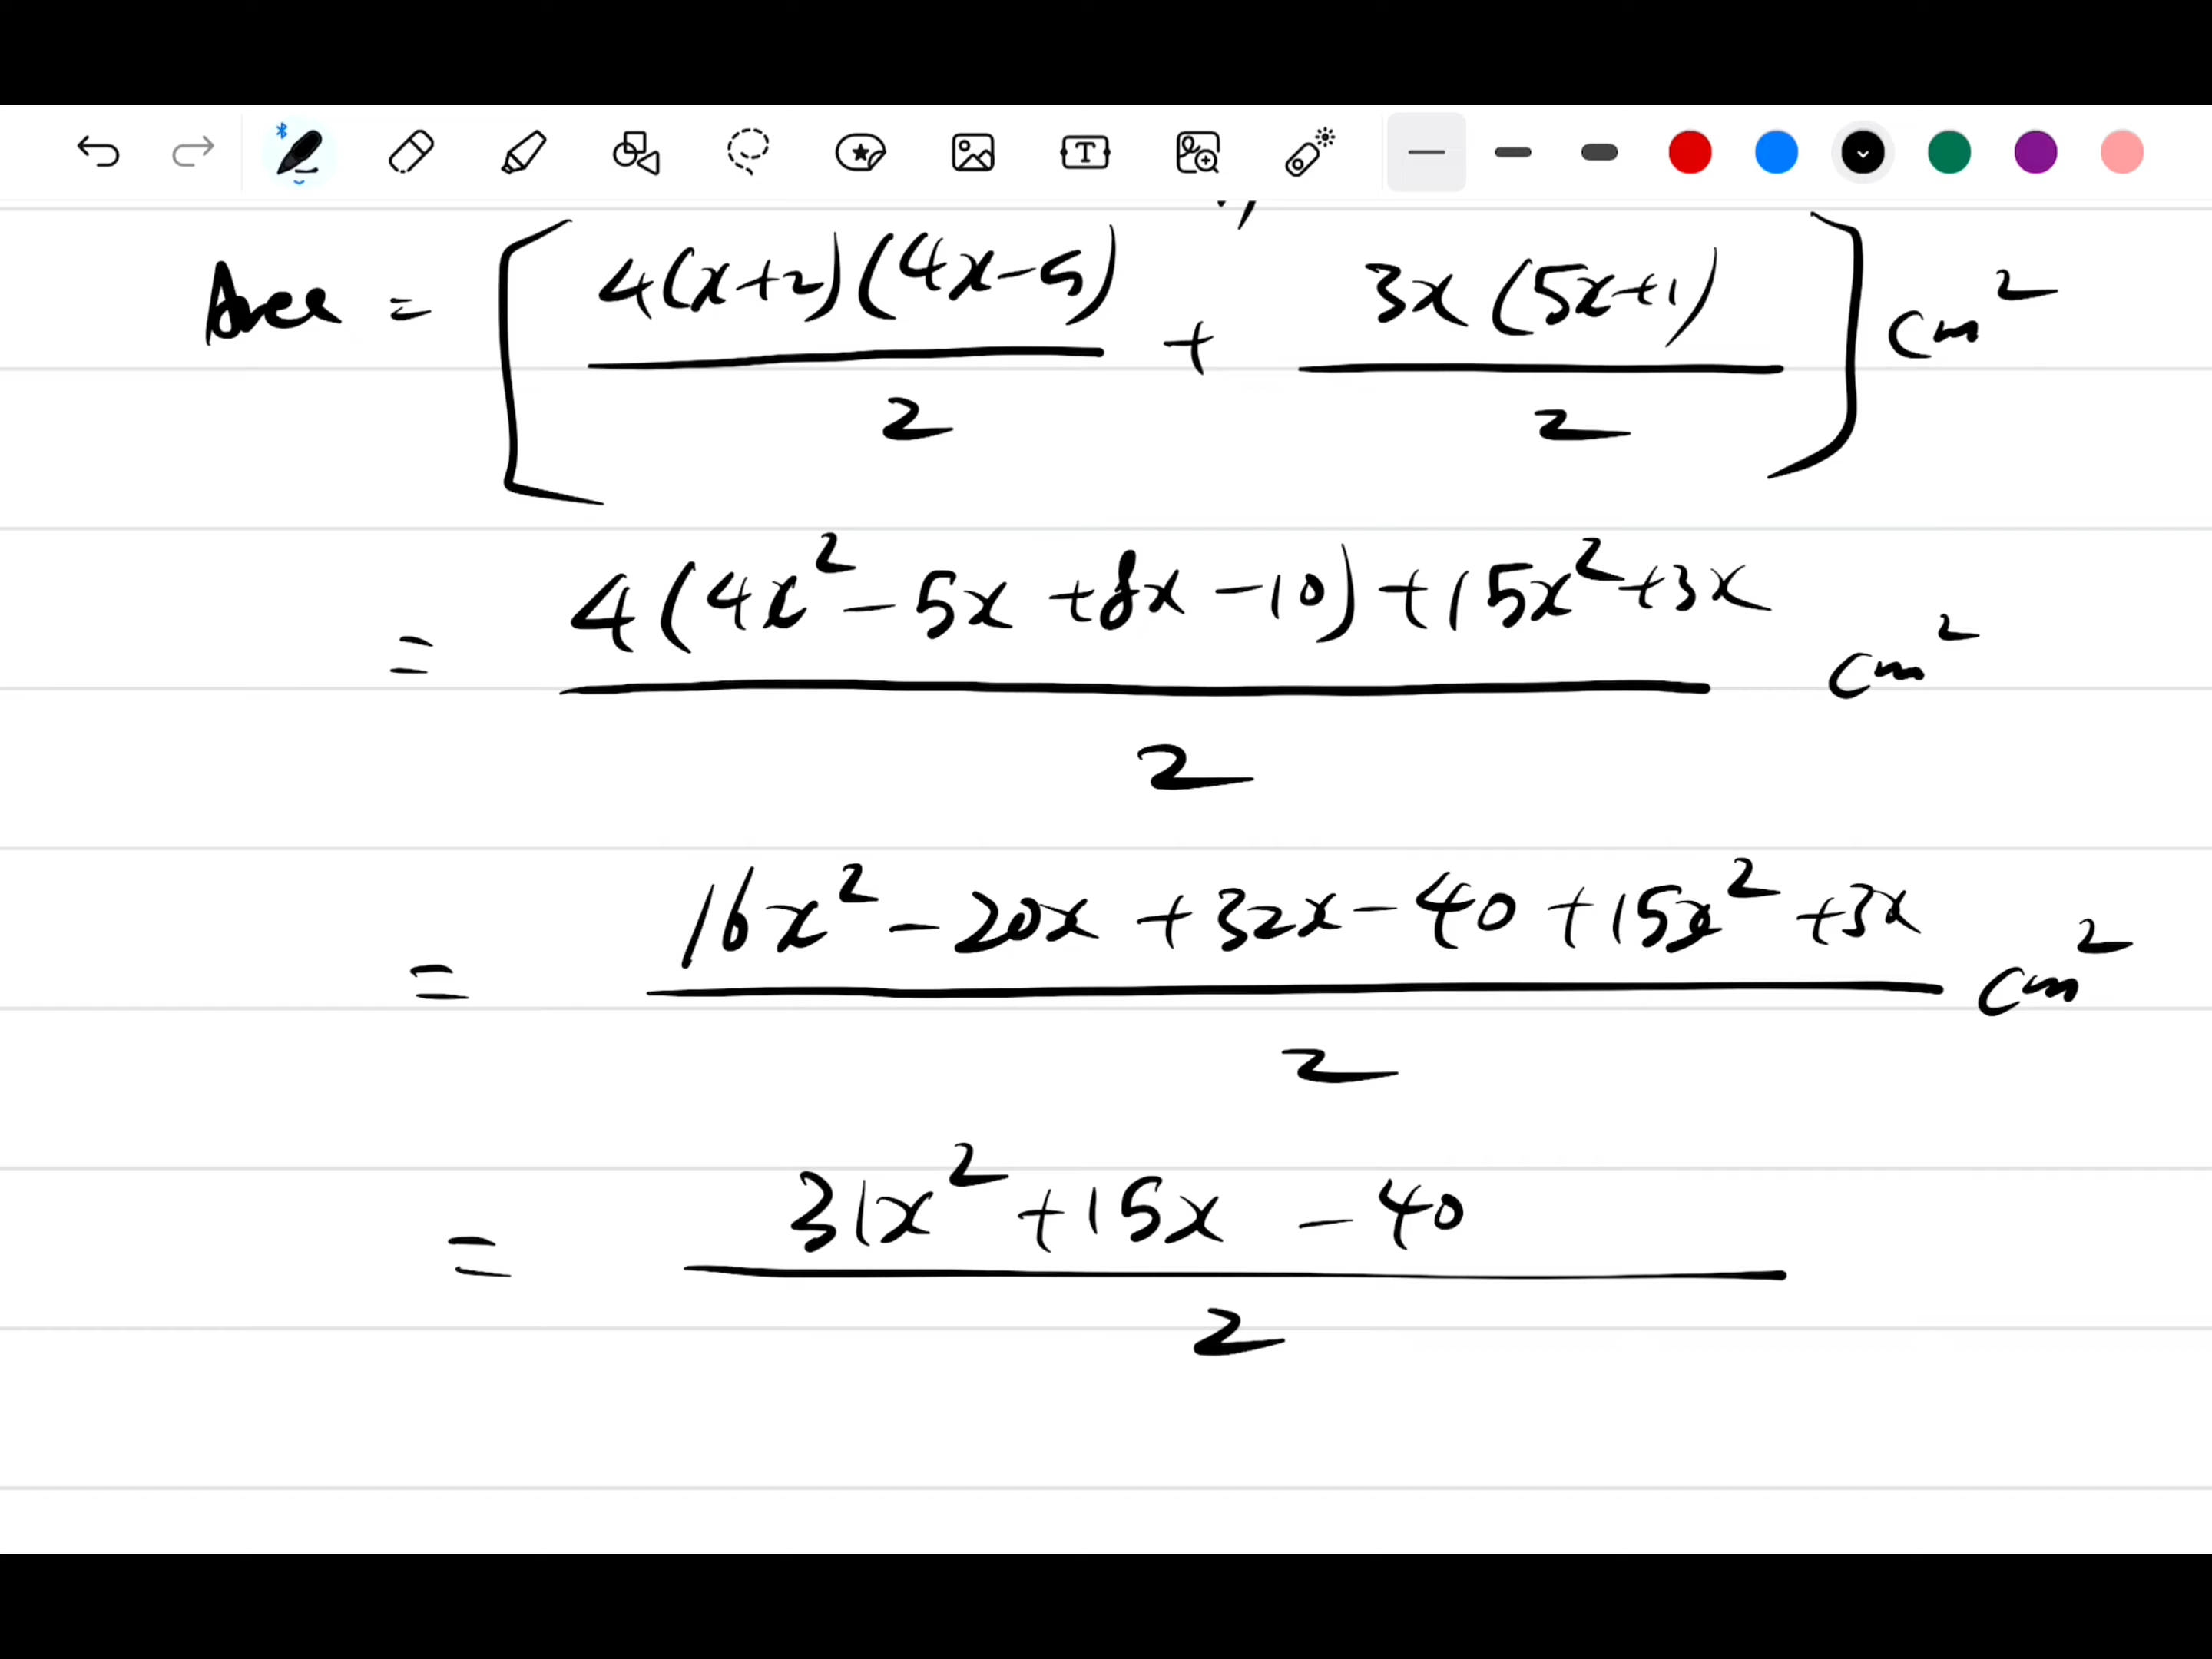 Area = [ 4(x+2)(4x-5) / 2 + 3x(5x+1) / 2 ] cm²
= 4(4x² - 5x + 8x - 10) + 15x² + 3x / 2 cm²
= 16x² - 20x + 32x - 40 + 15x² + 3x / 2 cm²
= 31x² + 15x - 40 / 2